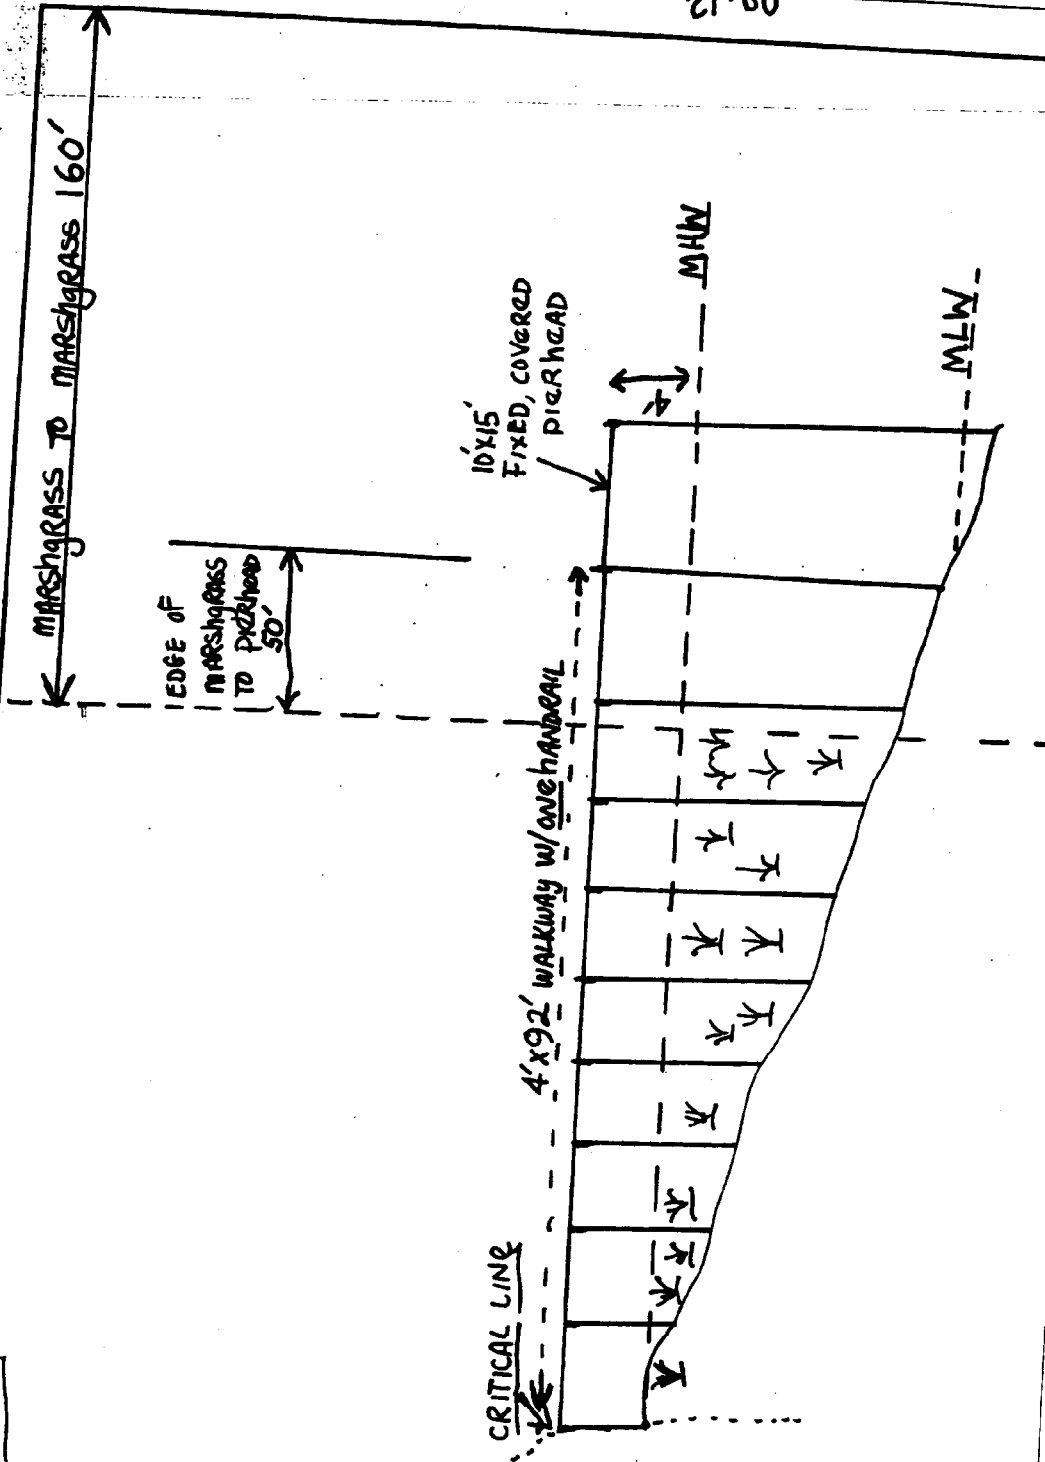 MARSHGRASS TO MARSHGRASS 160'
EDGE OF
MARSHGRASS
TO PIERHEAD
50'
10'X15'
FIXED, COVERED
PIERHEAD
4'
MHW
MLW
4'X92' WALKWAY W/ONE HANDRAIL
CRITICAL LINE